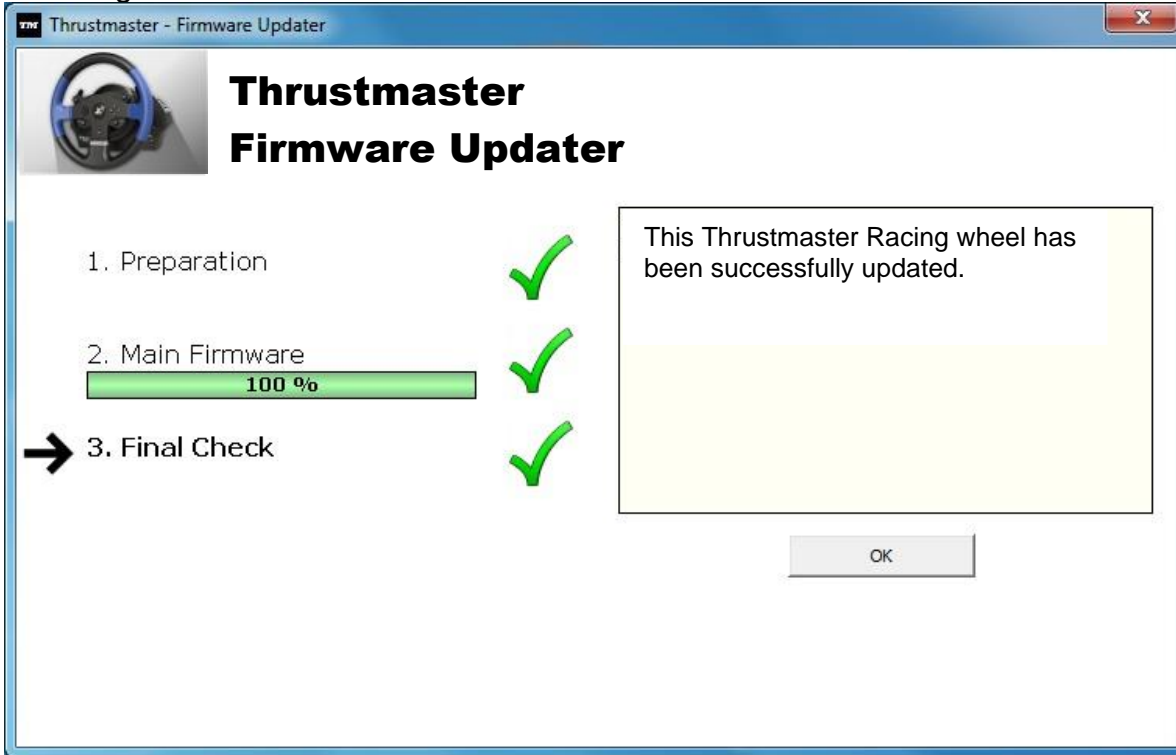 Thrustmaster - Firmware Updater
Thrustmaster
Firmware Updater
1. Preparation
2. Main Firmware
100 %
3. Final Check
This Thrustmaster Racing wheel has
been successfully updated.
OK